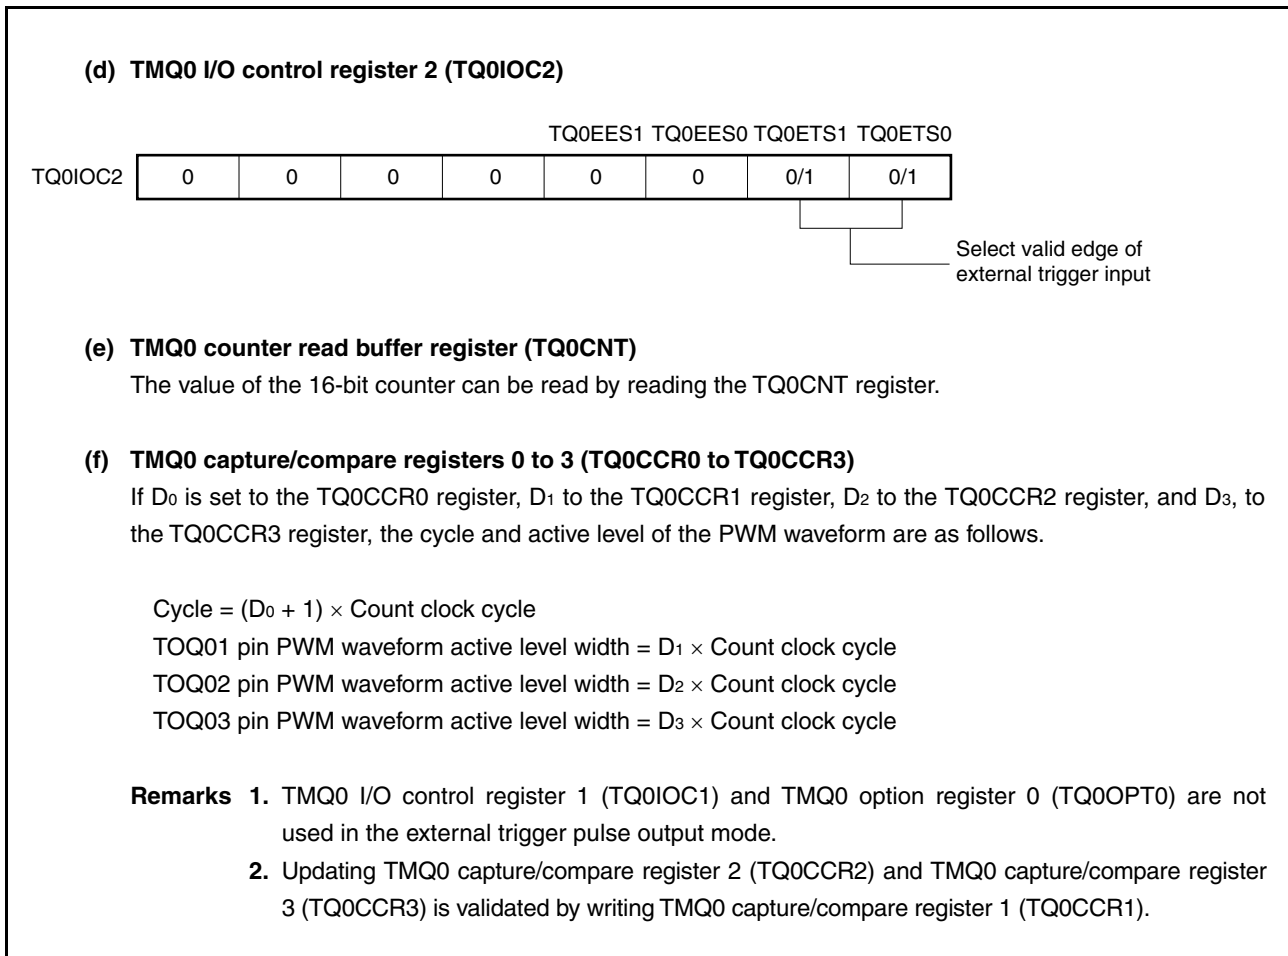 (d) TMQ0 I/O control register 2 (TQ0IOC2)
TQ0EES1 TQ0EES0 TQ0ETS1 TQ0ETS0
TQ0IOC2 0 0 0 0 0 0 0/1 0/1
Select valid edge of
external trigger input
(e) TMQ0 counter read buffer register (TQ0CNT)
The value of the 16-bit counter can be read by reading the TQ0CNT register.
(f) TMQ0 capture/compare registers 0 to 3 (TQ0CCR0 to TQ0CCR3)
If D0 is set to the TQ0CCR0 register, D1 to the TQ0CCR1 register, D2 to the TQ0CCR2 register, and D3, to
the TQ0CCR3 register, the cycle and active level of the PWM waveform are as follows.
Cycle = (D0 + 1) × Count clock cycle
TOQ01 pin PWM waveform active level width = D1 × Count clock cycle
TOQ02 pin PWM waveform active level width = D2 × Count clock cycle
TOQ03 pin PWM waveform active level width = D3 × Count clock cycle
Remarks 1. TMQ0 I/O control register 1 (TQ0IOC1) and TMQ0 option register 0 (TQ0OPT0) are not
used in the external trigger pulse output mode.
2. Updating TMQ0 capture/compare register 2 (TQ0CCR2) and TMQ0 capture/compare register
3 (TQ0CCR3) is validated by writing TMQ0 capture/compare register 1 (TQ0CCR1).